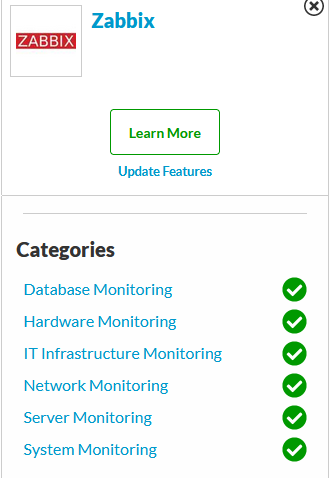 ZABBIX
Zabbix
Learn More
Update Features
Categories
Database Monitoring
Hardware Monitoring
IT Infrastructure Monitoring
Network Monitoring
Server Monitoring
System Monitoring